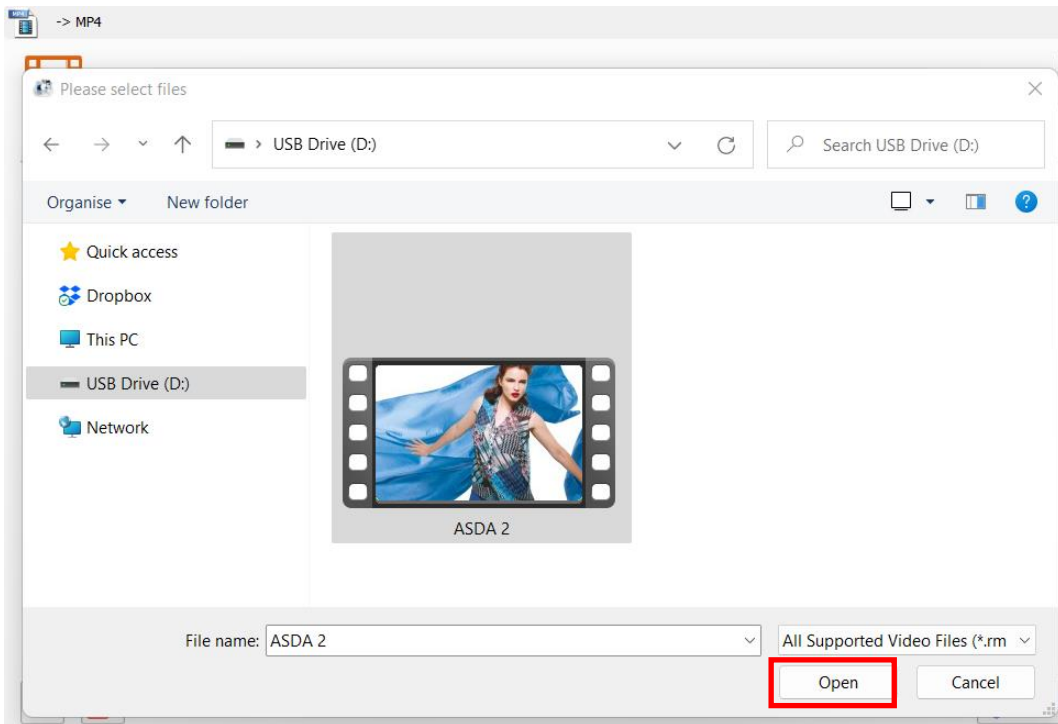 MP4
-> MP4
Please select files
USB Drive (D:)
Search USB Drive (D:)
Organise
New folder
?
Quick access
Dropbox
This PC
USB Drive (D:)
Network
ASDA 2
File name: ASDA 2
All Supported Video Files (*.rm
Open
Cancel